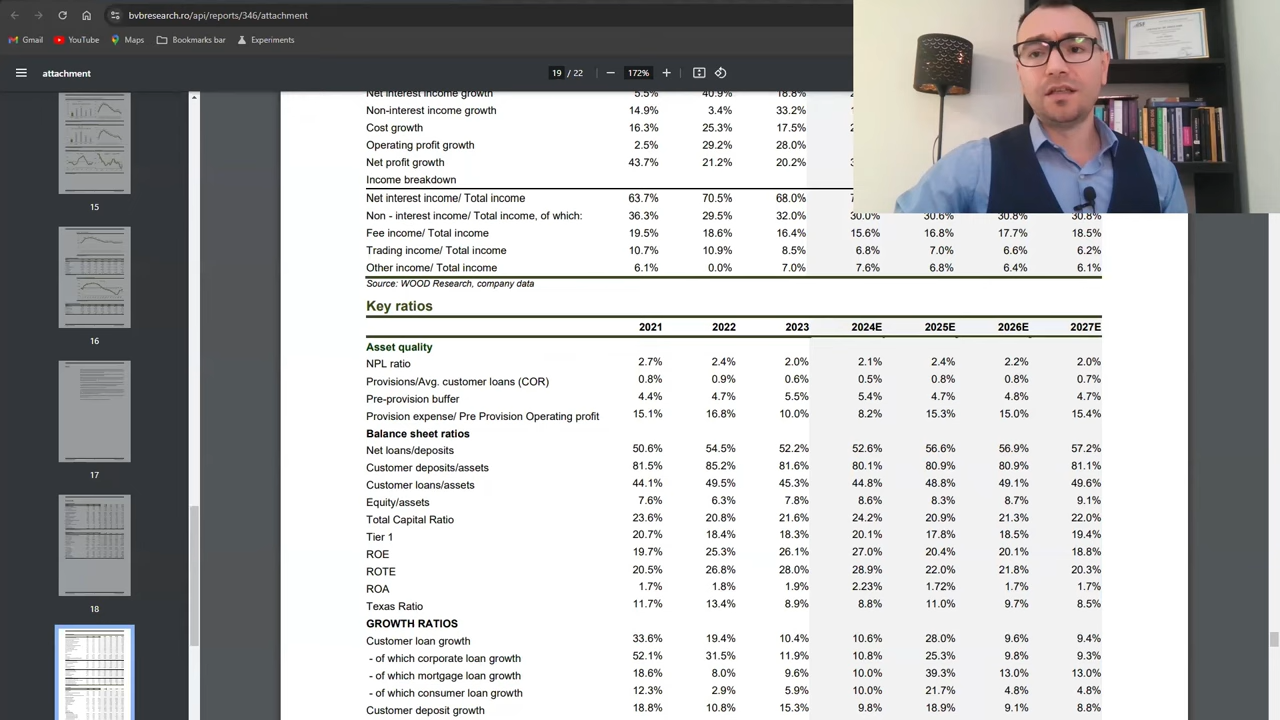 bvbresearch.ro/api/reports/346/attachment
Gmail YouTube Maps Bookmarks bar Experiments
attachment 19 / 22 172%
15
16
17
18
Net interest income growth 5.5% 40.9% 18.8%
Non-interest income growth 14.9% 3.4% 33.2%
Cost growth 16.3% 25.3% 17.5%
Operating profit growth 2.5% 29.2% 28.0%
Net profit growth 43.7% 21.2% 20.2%
Income breakdown
Net interest income/ Total income 63.7% 70.5% 68.0%
Non - interest income/ Total income, of which: 36.3% 29.5% 32.0% 30.0% 30.6% 30.8% 30.8%
Fee income/ Total income 19.5% 18.6% 16.4% 15.6% 16.8% 17.7% 18.5%
Trading income/ Total income 10.7% 10.9% 8.5% 6.8% 7.0% 6.6% 6.2%
Other income/ Total income 6.1% 0.0% 7.0% 7.6% 6.8% 6.4% 6.1%
Source: WOOD Research, company data
Key ratios
2021 2022 2023 2024E 2025E 2026E 2027E
Asset quality
NPL ratio 2.7% 2.4% 2.0% 2.1% 2.4% 2.2% 2.0%
Provisions/Avg. customer loans (COR) 0.8% 0.9% 0.6% 0.5% 0.8% 0.8% 0.7%
Pre-provision buffer 4.4% 4.7% 5.5% 5.4% 4.7% 4.8% 4.7%
Provision expense/ Pre Provision Operating profit 15.1% 16.8% 10.0% 8.2% 15.3% 15.0% 15.4%
Balance sheet ratios
Net loans/deposits 50.6% 54.5% 52.2% 52.6% 56.6% 56.9% 57.2%
Customer deposits/assets 81.5% 85.2% 81.6% 80.1% 80.9% 80.9% 81.1%
Customer loans/assets 44.1% 49.5% 45.3% 44.8% 48.8% 49.1% 49.6%
Equity/assets 7.6% 6.3% 7.8% 8.6% 8.3% 8.7% 9.1%
Total Capital Ratio 23.6% 20.8% 21.6% 24.2% 20.9% 21.3% 22.0%
Tier 1 20.7% 18.4% 18.3% 20.1% 17.8% 18.5% 19.4%
ROE 19.7% 25.3% 26.1% 27.0% 20.4% 20.1% 18.8%
ROTE 20.5% 26.8% 28.0% 28.9% 22.0% 21.8% 20.3%
ROA 1.7% 1.8% 1.9% 2.23% 1.72% 1.7% 1.7%
Texas Ratio 11.7% 13.4% 8.9% 8.8% 11.0% 9.7% 8.5%
GROWTH RATIOS
Customer loan growth 33.6% 19.4% 10.4% 10.6% 28.0% 9.6% 9.4%
- of which corporate loan growth 52.1% 31.5% 11.9% 10.8% 25.3% 9.8% 9.3%
- of which mortgage loan growth 18.6% 8.0% 9.6% 10.0% 39.3% 13.0% 13.0%
- of which consumer loan growth 12.3% 2.9% 5.9% 10.0% 21.7% 4.8% 4.8%
Customer deposit growth 18.8% 10.8% 15.3% 9.8% 18.9% 9.1% 8.8%